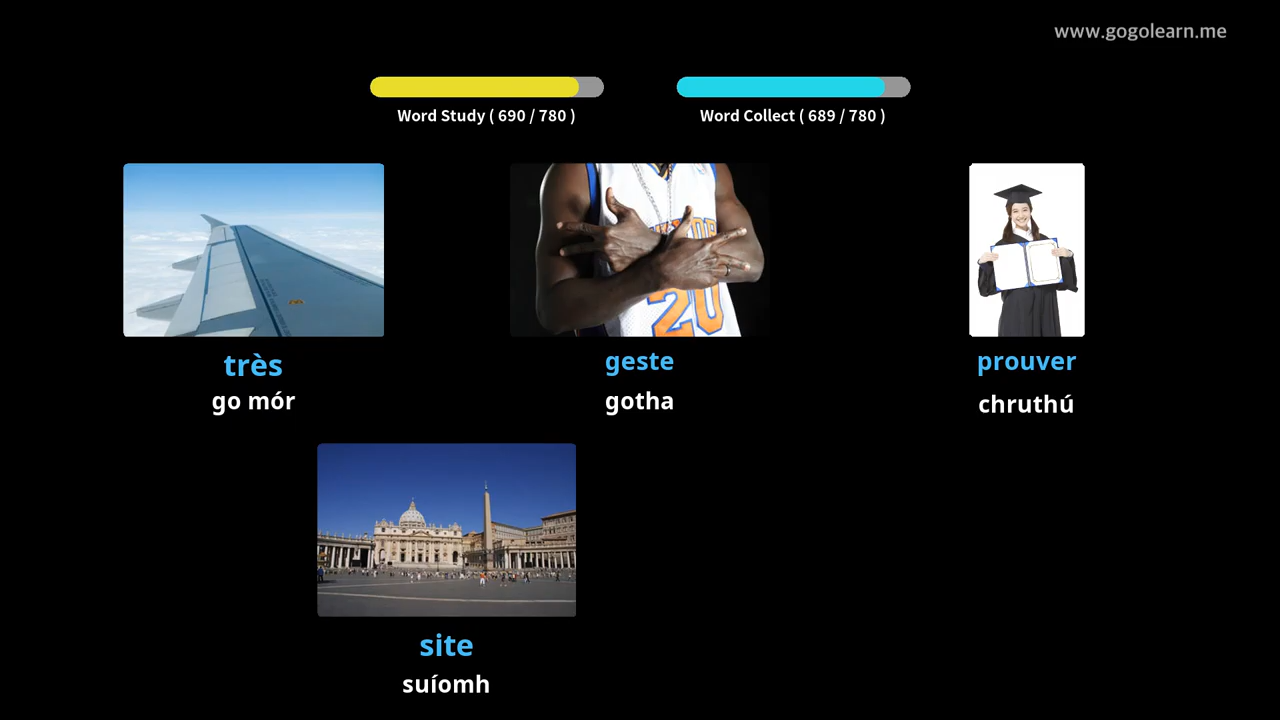 www.gogolearn.me
Word Study ( 690 / 780 )
Word Collect ( 689 / 780 )
20
très
go mór
geste
gotha
prouver
chruthú
site
suíomh